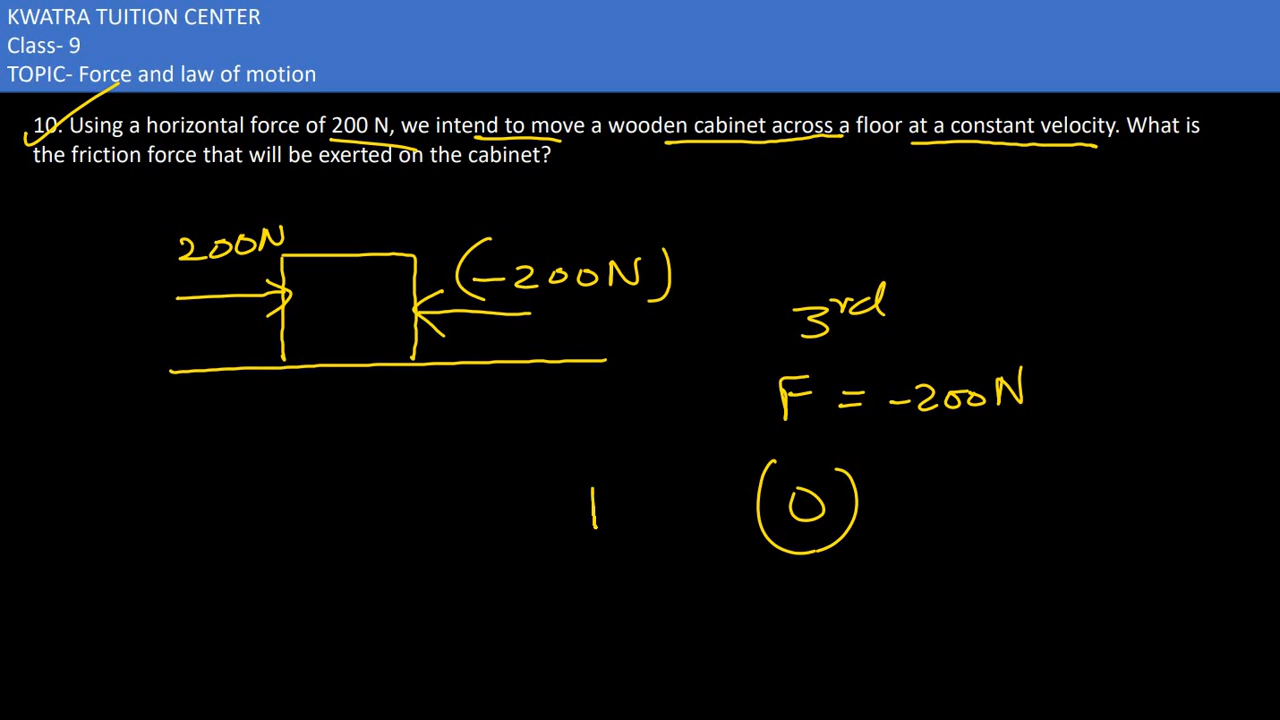 KWATRA TUITION CENTER
Class- 9
TOPIC- Force and law of motion
10. Using a horizontal force of 200 N, we intend to move a wooden cabinet across a floor at a constant velocity. What is
the friction force that will be exerted on the cabinet?
200N
(-200N)
3rd
F = -200N
1
(0)